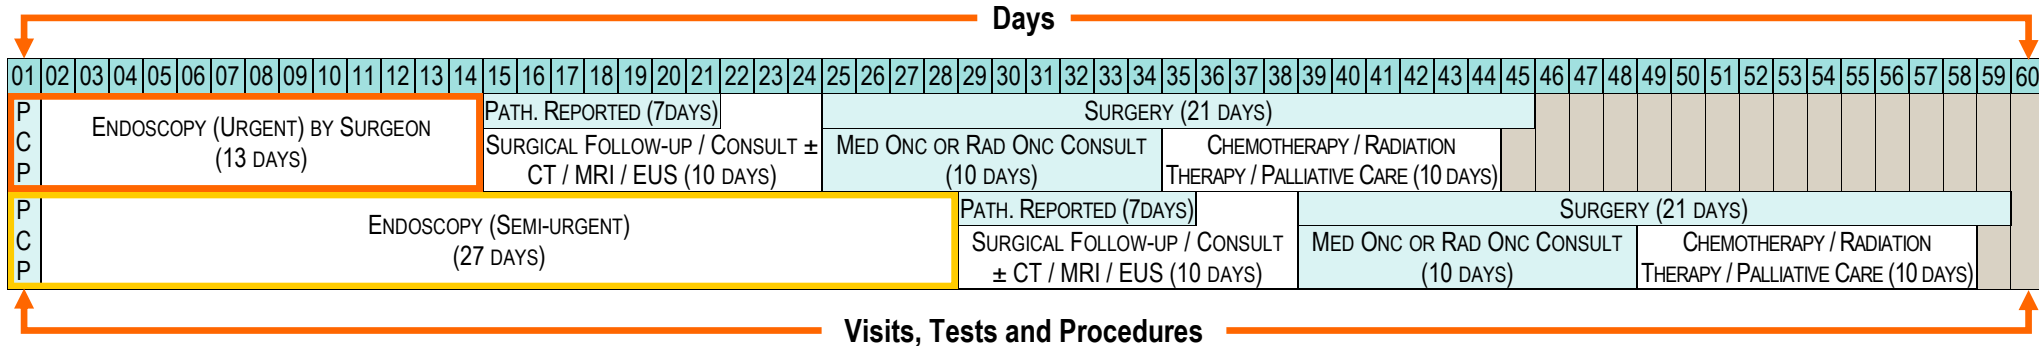 Days
01 02 03 04 05 06 07 08 09 10 11 12 13 14 15 16 17 18 19 20 21 22 23 24 25 26 27 28 29 30 31 32 33 34 35 36 37 38 39 40 41 42 43 44 45 46 47 48 49 50 51 52 53 54 55 56 57 58 59 60
P
C
P
ENDOSCOPY (URGENT) BY SURGEON
(13 DAYS)
PATH. REPORTED (7DAYS)
SURGICAL FOLLOW-UP / CONSULT ±
CT / MRI / EUS (10 DAYS)
SURGERY (21 DAYS)
MED ONC OR RAD ONC CONSULT
(10 DAYS)
CHEMOTHERAPY / RADIATION
THERAPY / PALLIATIVE CARE (10 DAYS)
P
C
P
ENDOSCOPY (SEMI-URGENT)
(27 DAYS)
PATH. REPORTED (7DAYS)
SURGICAL FOLLOW-UP / CONSULT
± CT / MRI / EUS (10 DAYS)
SURGERY (21 DAYS)
MED ONC OR RAD ONC CONSULT
(10 DAYS)
CHEMOTHERAPY / RADIATION
THERAPY / PALLIATIVE CARE (10 DAYS)
Visits, Tests and Procedures